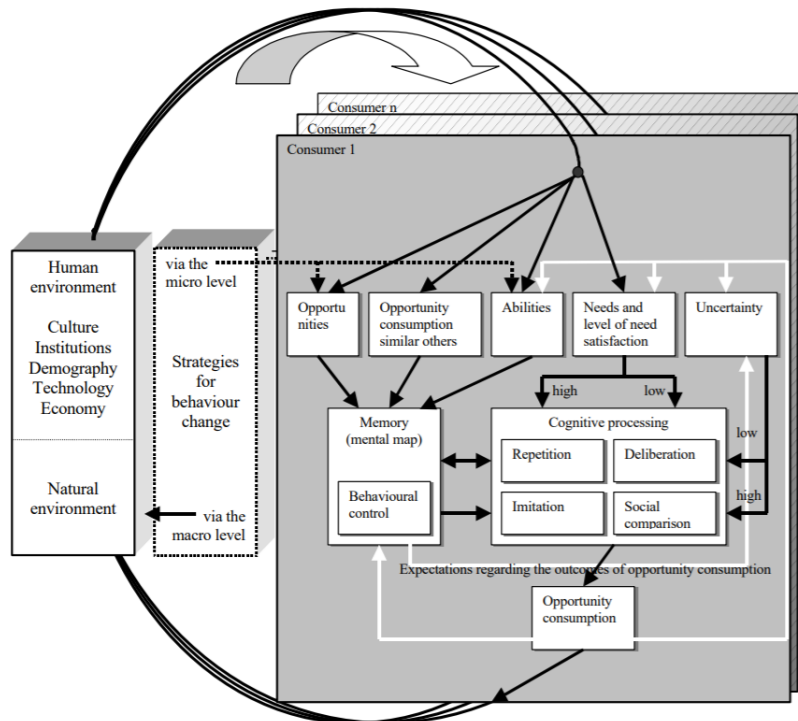 Consumer n
Consumer 2
Consumer 1
Human
environment
Culture
Institutions
Demography
Technology
Economy
Natural
environment
via the
micro level
Strategies
for
behaviour
change
via the
macro level
Opportu
nities
Opportunity
consumption
similar others
Abilities
Needs and
level of need
satisfaction
Uncertainty
high
low
Memory
(mental map)
Behavioural
control
Cognitive processing
Repetition
Deliberation
Imitation
Social
comparison
low
high
Expectations regarding the outcomes of opportunity consumption
Opportunity
consumption